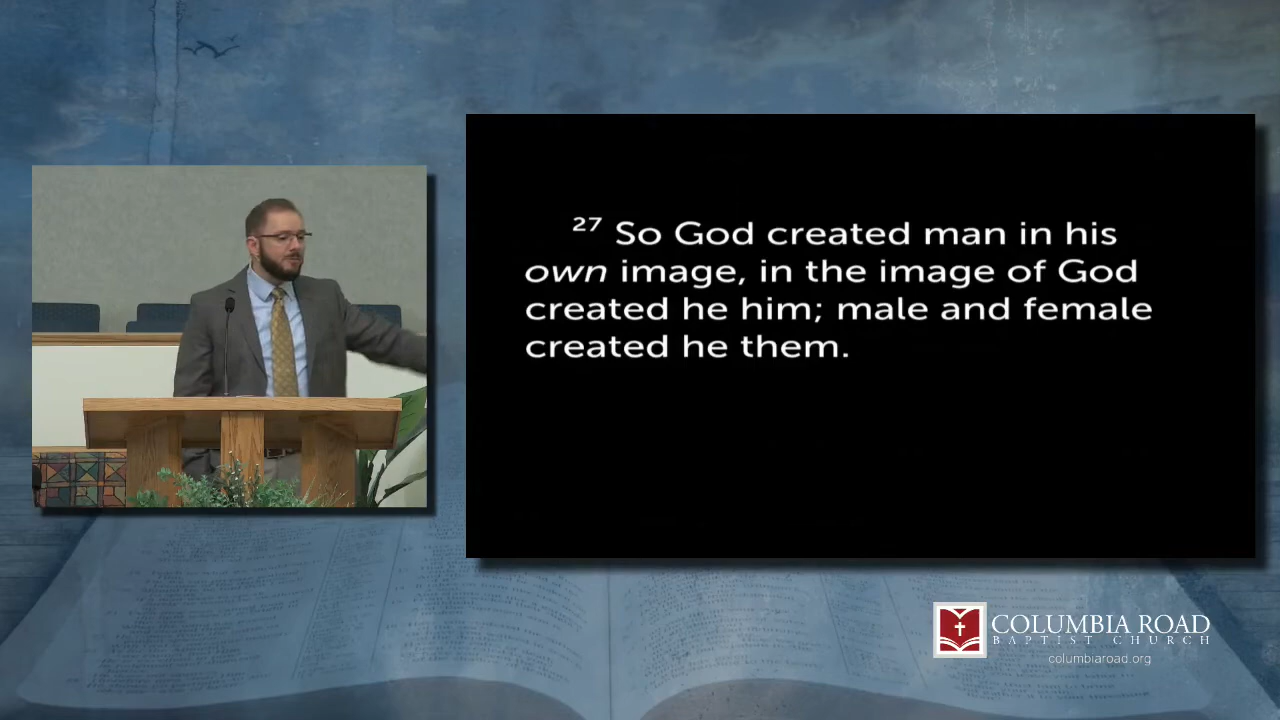 27 So God created man in his
own image, in the image of God
created he him; male and female
created he them.
COLUMBIA ROAD
BAPTIST CHURCH
columbiaroad.org